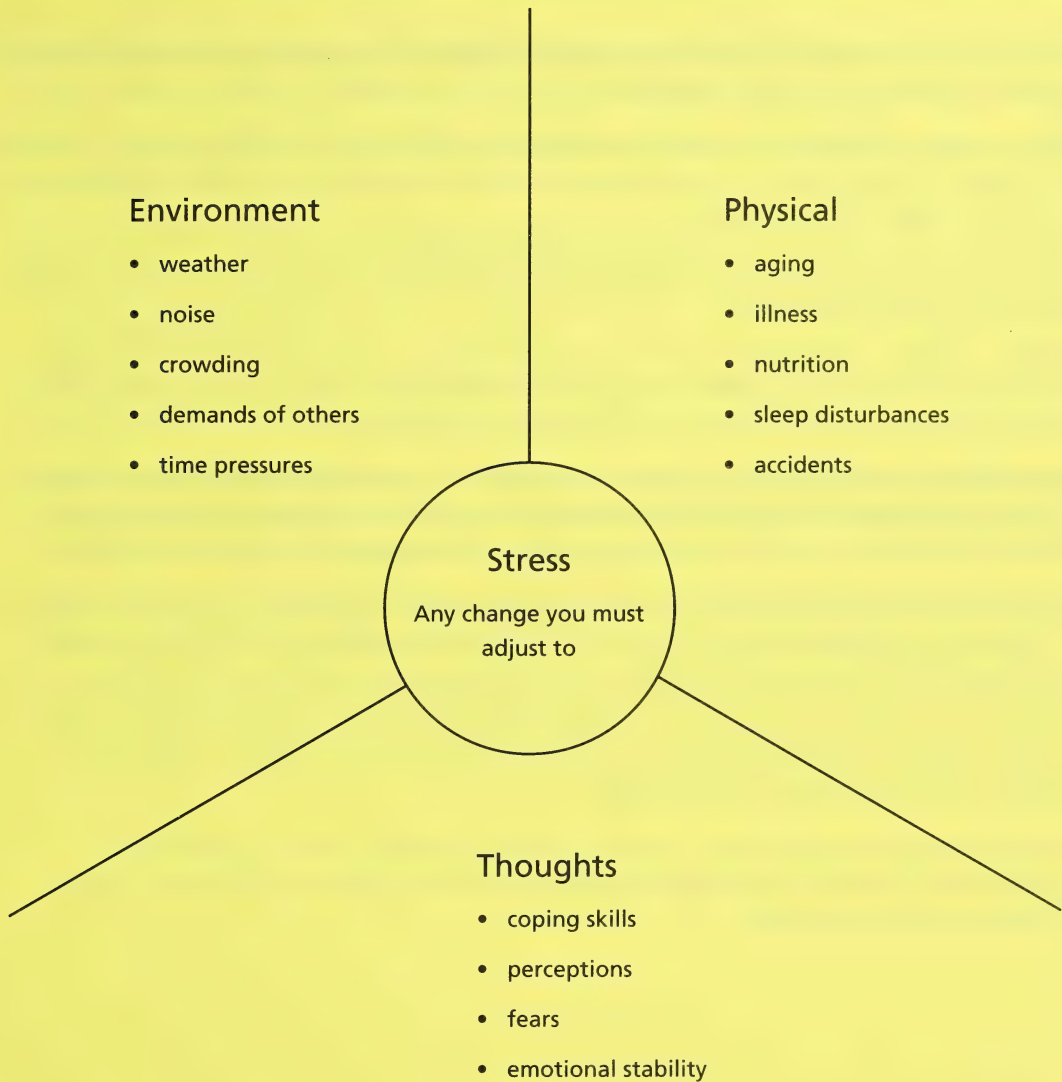 Environment
• weather
• noise
• crowding
• demands of others
• time pressures
Physical
• aging
• illness
• nutrition
• sleep disturbances
• accidents
Stress
Any change you must
adjust to
Thoughts
• coping skills
• perceptions
• fears
• emotional stability